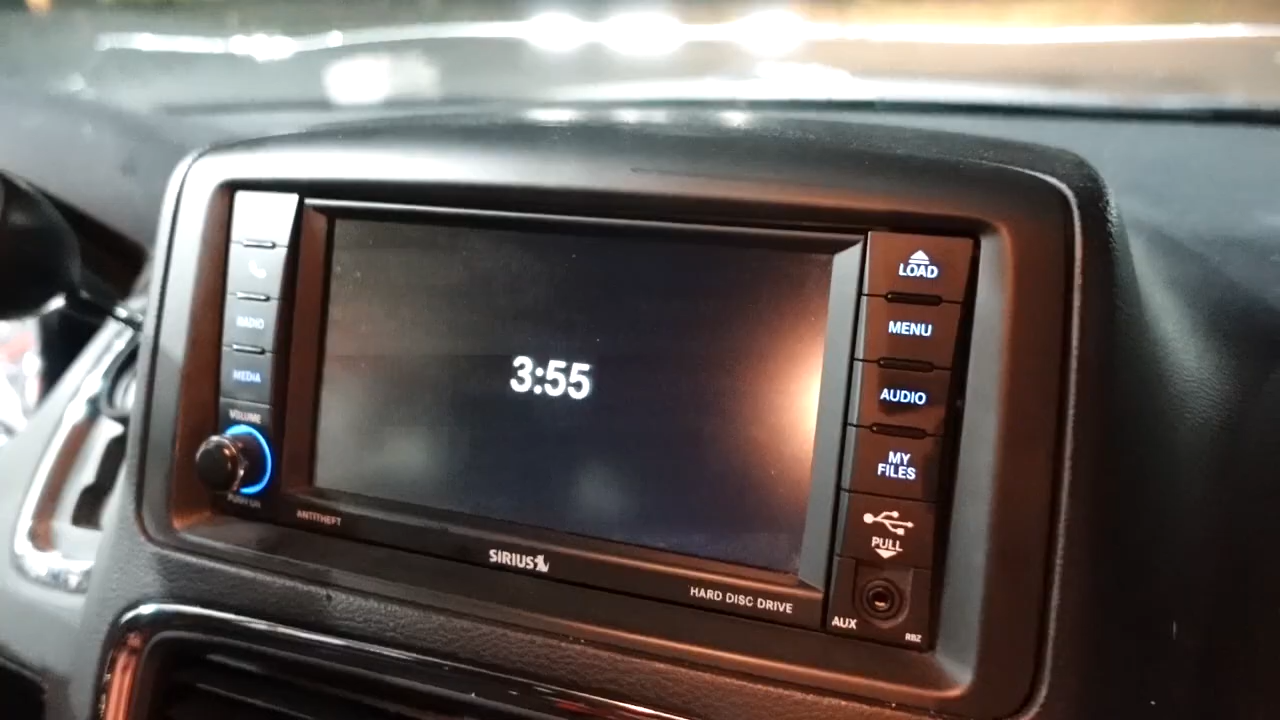 RADIO
MEDIA
VOLUME
PUSH ON
3:55
ANTITHEFT
SIRIUS
HARD DISC DRIVE
LOAD
MENU
AUDIO
MY
FILES
PULL
AUX
RBZ